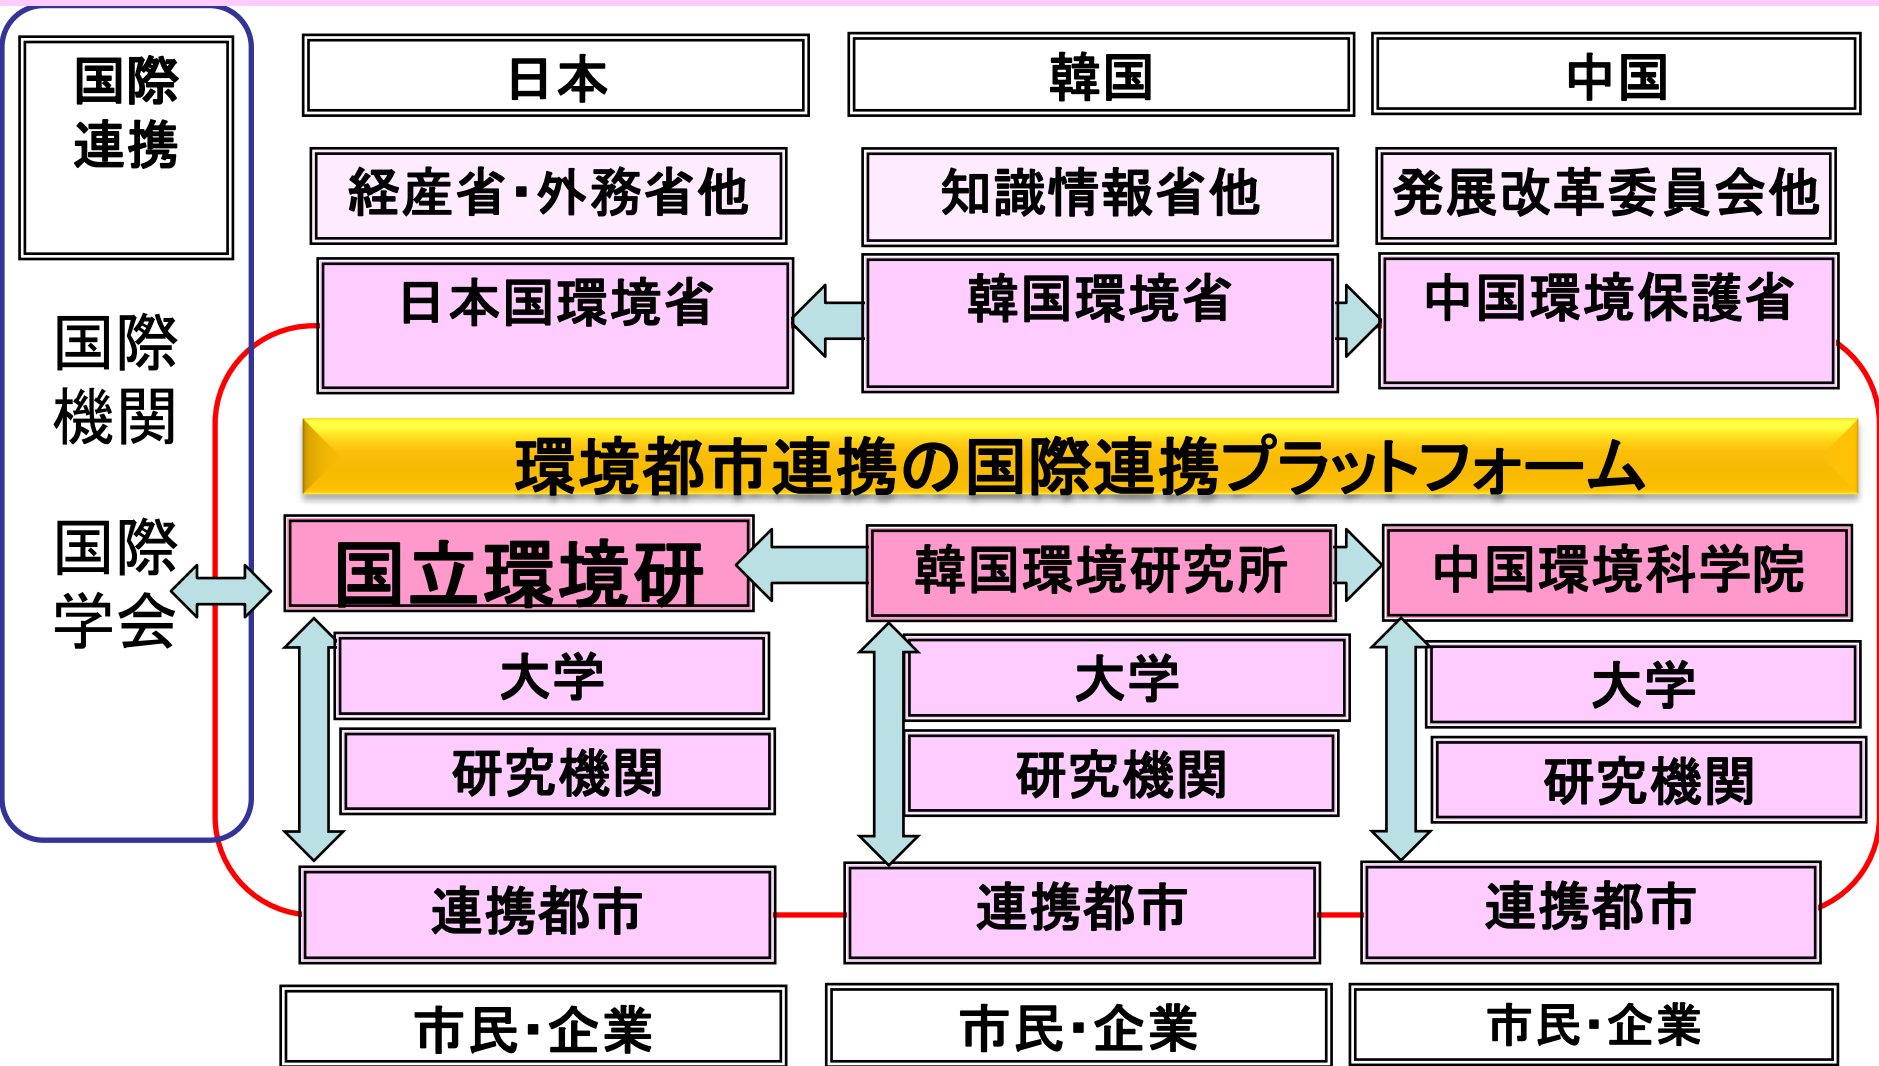 国際
連携
日本
韓国
中国
経産省・外務省他
知識情報省他
発展改革委員会他
日本国環境省
韓国環境省
中国環境保護省
国際
機関
環境都市連携の国際連携プラットフォーム
国際
学会
国立環境研
韓国環境研究所
中国環境科学院
大学
大学
大学
研究機関
研究機関
研究機関
連携都市
連携都市
連携都市
市民・企業
市民・企業
市民・企業